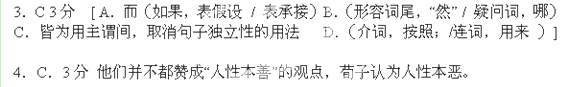 3. C 3分 [ A. 而（如果，表假设 / 表承接）B.（形容词尾，“然” / 疑问词，哪）
C. 皆为用主谓间，取消句子独立性的用法 D.（介词，按照；/连词，用来 ）]
4. C. 3分 他们并不都赞成“人性本善”的观点，荀子认为人性本恶。